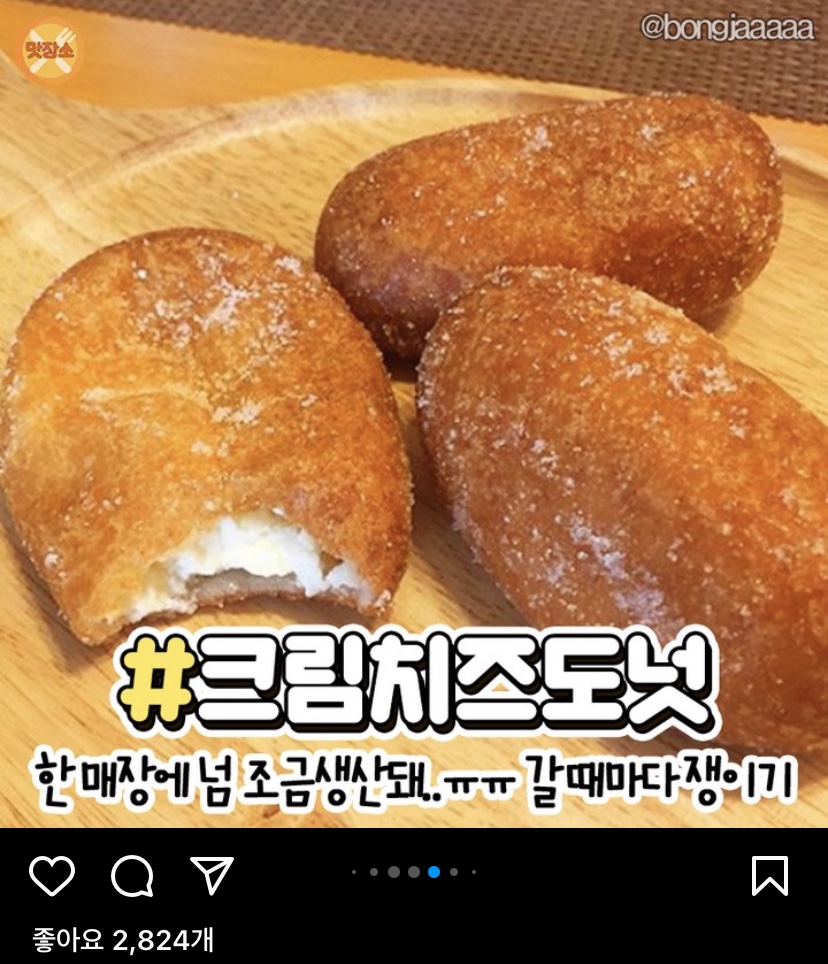 맛장소
@bongjaaaaa
#크림치즈도넛
한 매장에 넘 조금생산돼..ㅠㅠ 갈때마다 쟁이기
좋아요 2,824개